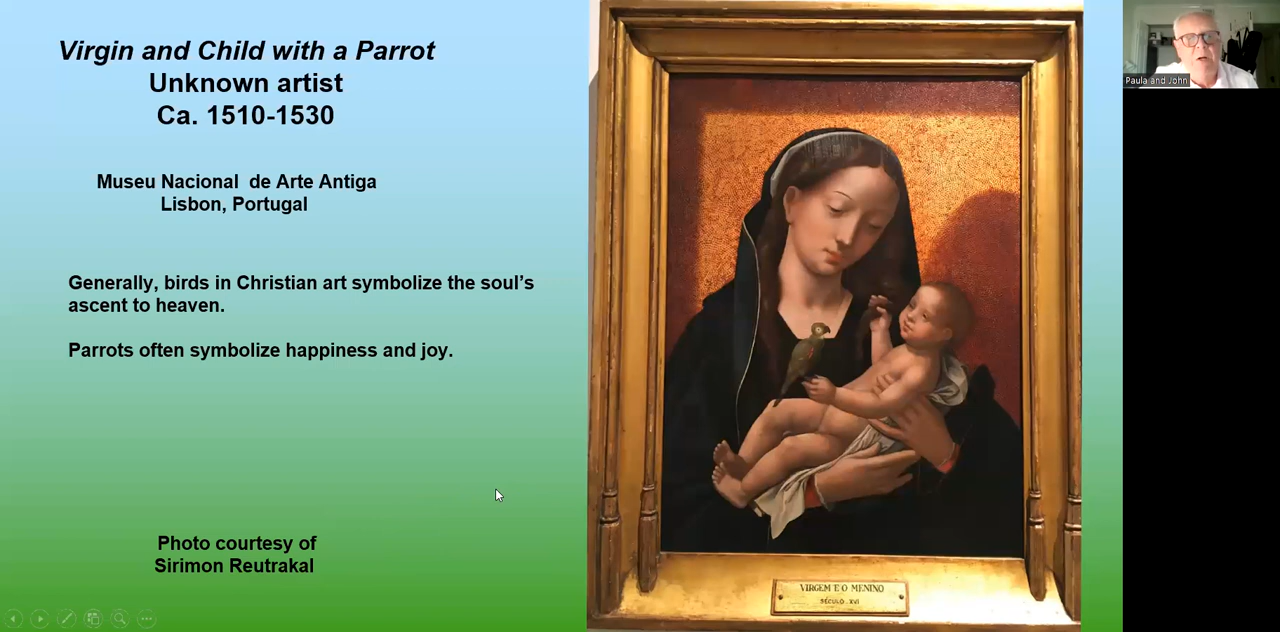 Virgin and Child with a Parrot
Unknown artist
Ca. 1510-1530
Museu Nacional de Arte Antiga
Lisbon, Portugal
Generally, birds in Christian art symbolize the soul's
ascent to heaven.
Parrots often symbolize happiness and joy.
Photo courtesy of
Sirimon Reutrakal
VIRGEM E O MENINO
SÉCULO XVI
Paula and John